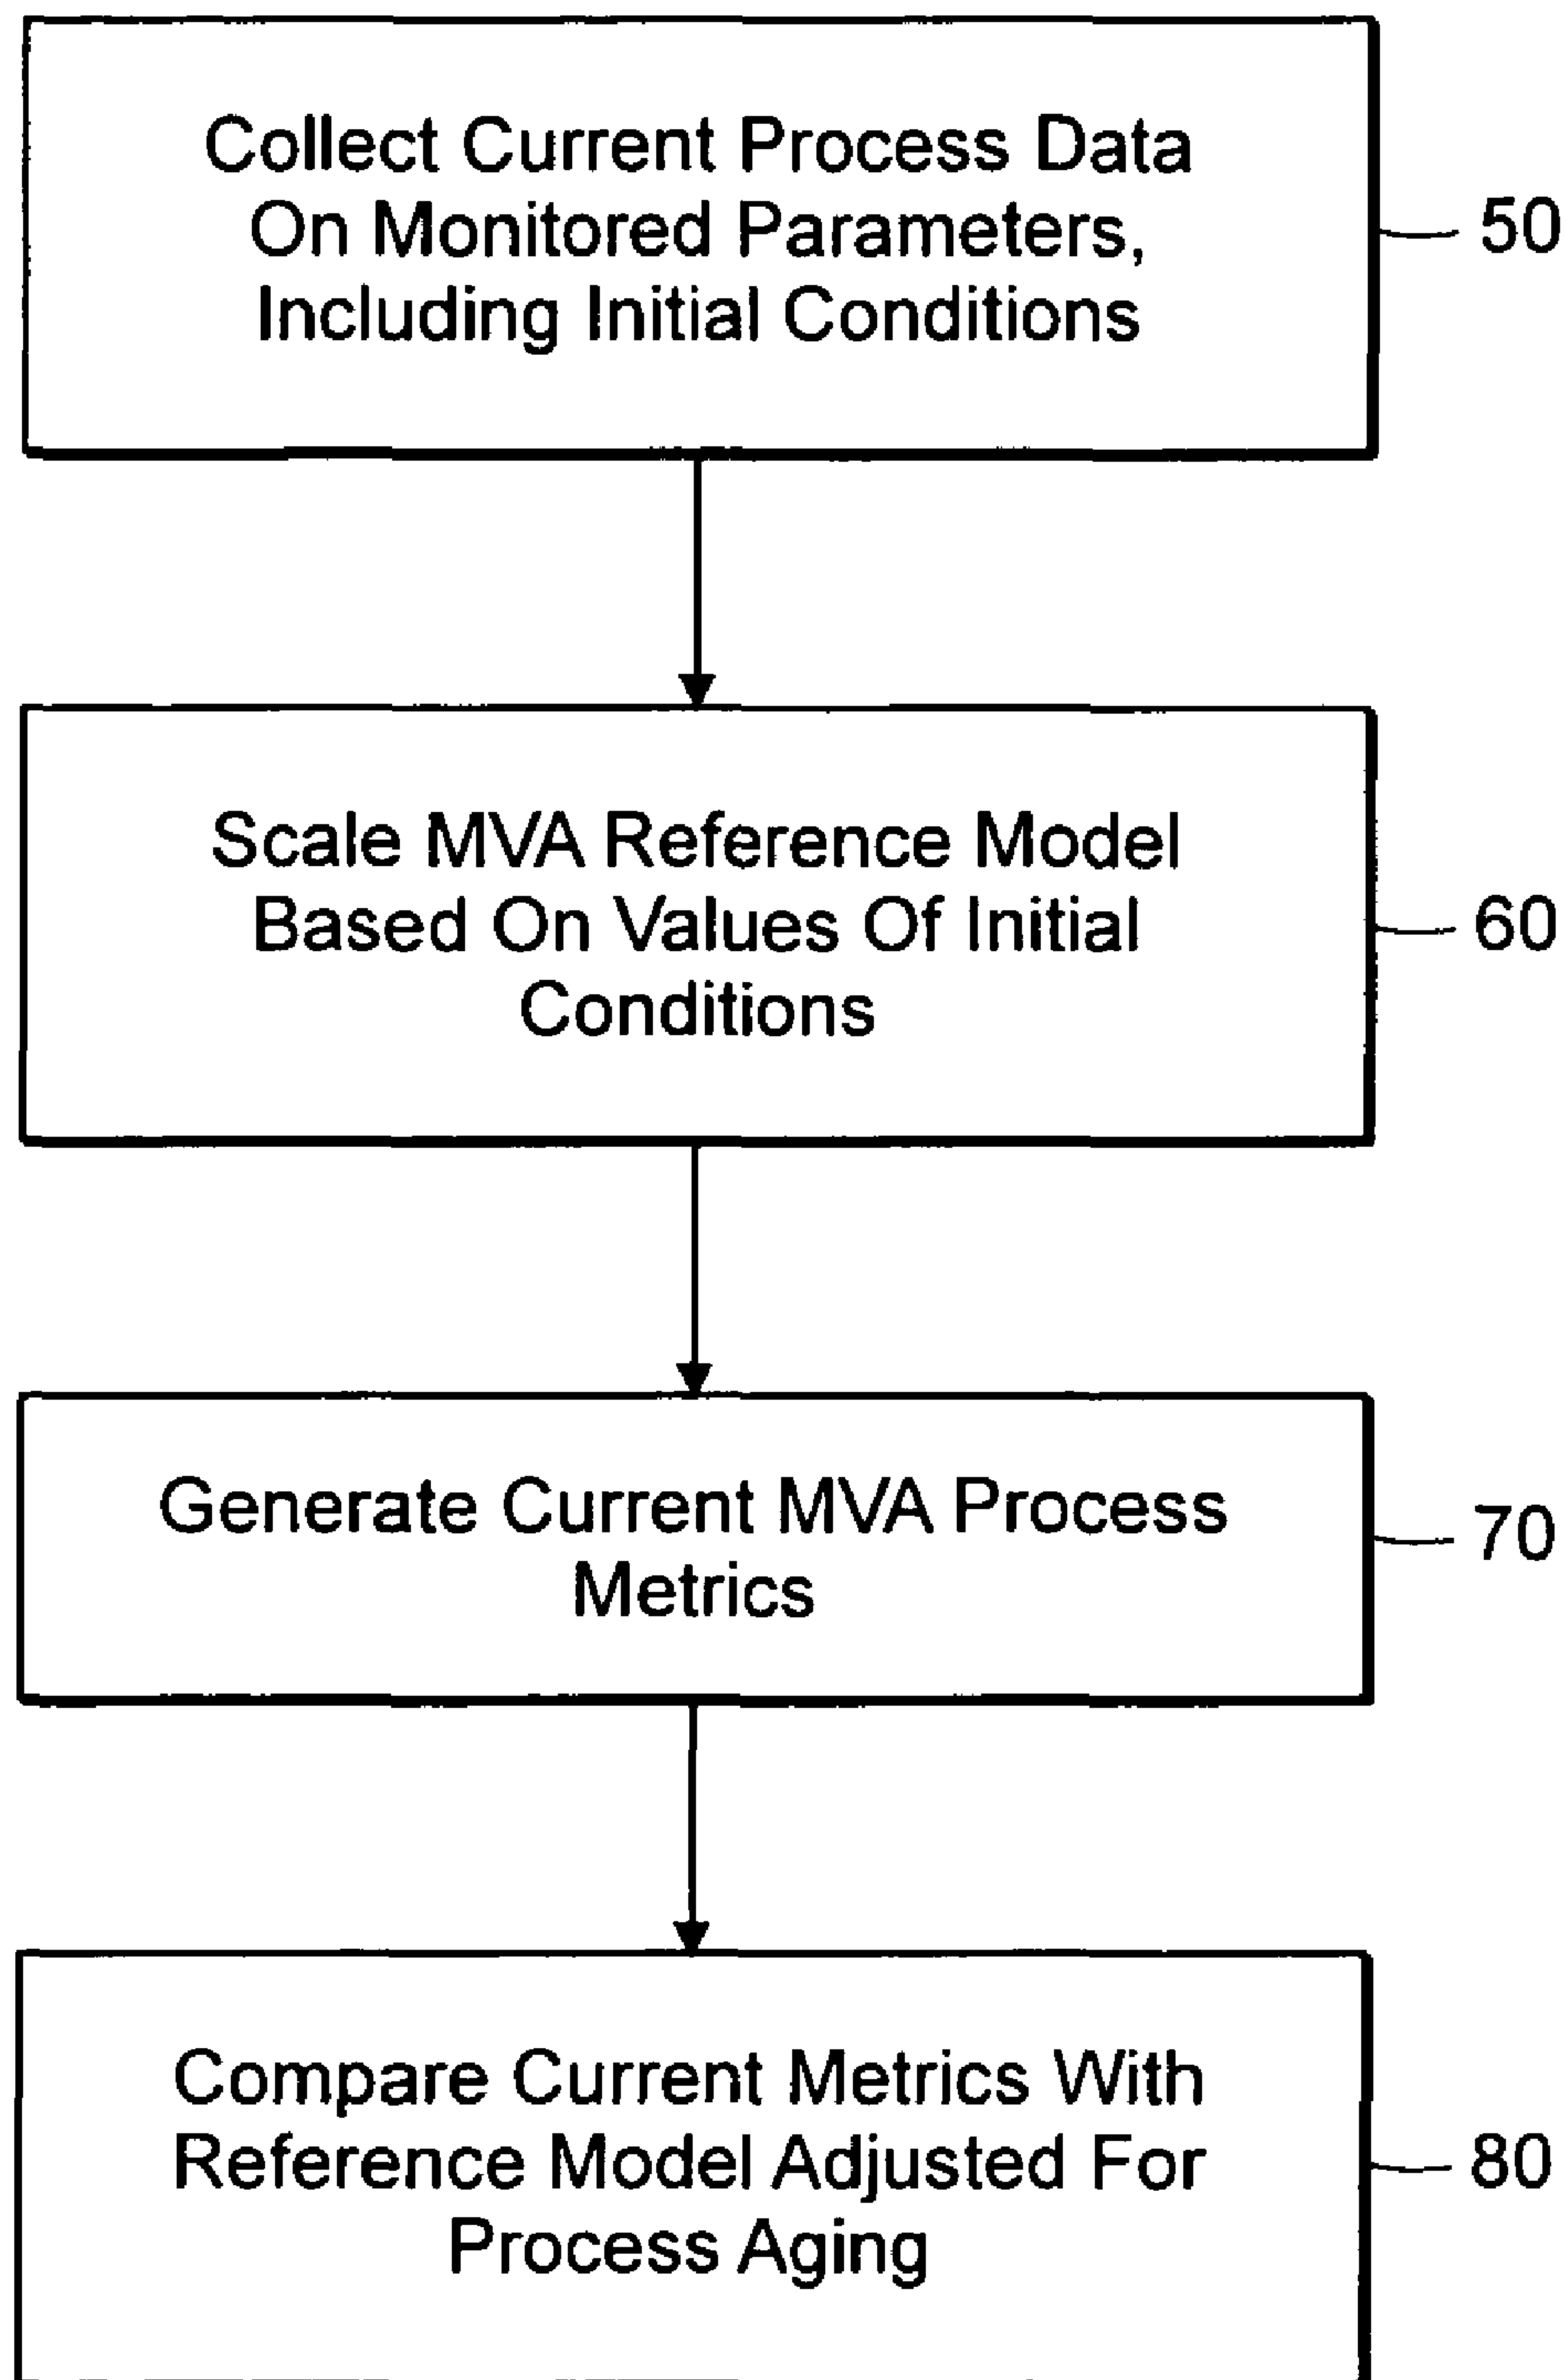 Collect Current Process Data
On Monitored Parameters,
Including Initial Conditions
50
Scale MVA Reference Model
Based On Values Of Initial
Conditions
60
Generate Current MVA Process
Metrics
70
Compare Current Metrics With
Reference Model Adjusted For
Process Aging
80